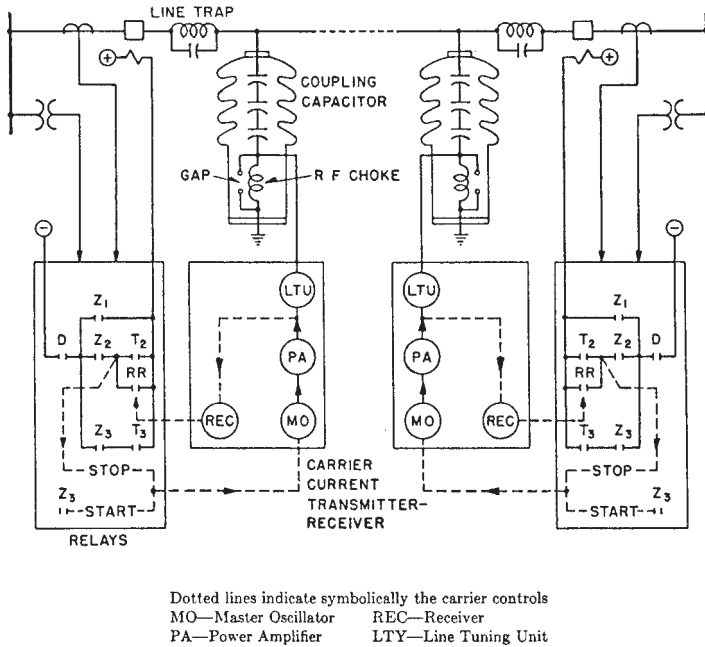 LINE TRAP
+
+
COUPLING
CAPACITOR
GAP
R F CHOKE
−
−
LTU
LTU
Z1
Z1
D
Z2
T2
T2
Z2
D
RR
RR
PA
PA
REC
MO
MO
REC
Z3
T3
T3
Z3
STOP
STOP
Z3
START
START
Z3
CARRIER
CURRENT
TRANSMITTER-
RECEIVER
RELAYS
Dotted lines indicate symbolically the carrier controls
MO—Master Oscillator REC—Receiver
PA—Power Amplifier LTY—Line Tuning Unit